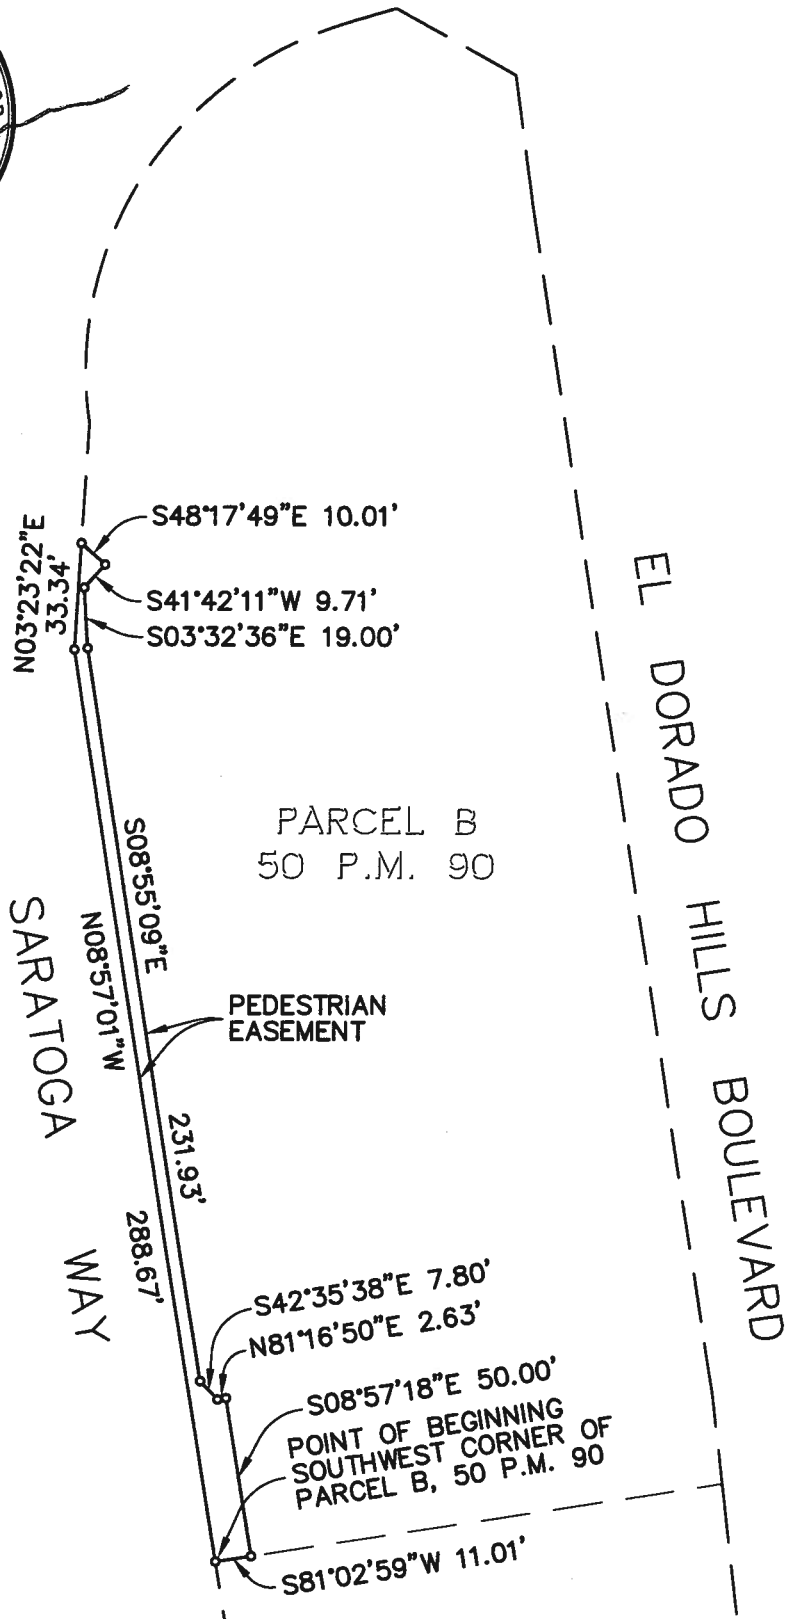 S48°17'49"E 10.01'
N03°23'22"E
33.34'
S41°42'11"W 9.71'
S03°32'36"E 19.00'
EL DORADO HILLS BOULEVARD
PARCEL B
50 P.M. 90
S08°55'09"E
231.93'
N08°57'01"W
288.67'
SARATOGA WAY
PEDESTRIAN
EASEMENT
S42°35'38"E 7.80'
N81°16'50"E 2.63'
S08°57'18"E 50.00'
POINT OF BEGINNING
SOUTHWEST CORNER OF
PARCEL B, 50 P.M. 90
S81°02'59"W 11.01'